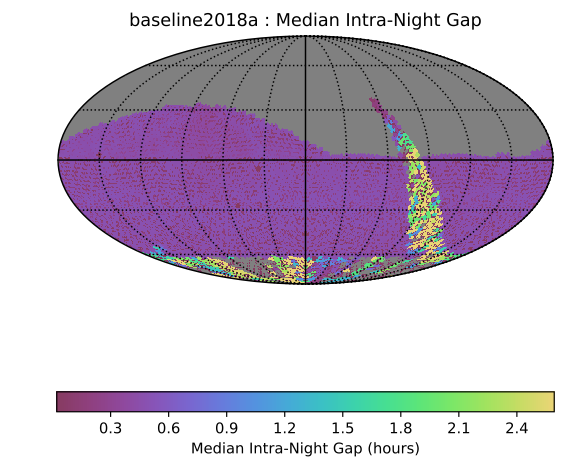 baseline2018a : Median Intra-Night Gap
0.3 0.6 0.9 1.2 1.5 1.8 2.1 2.4
Median Intra-Night Gap (hours)